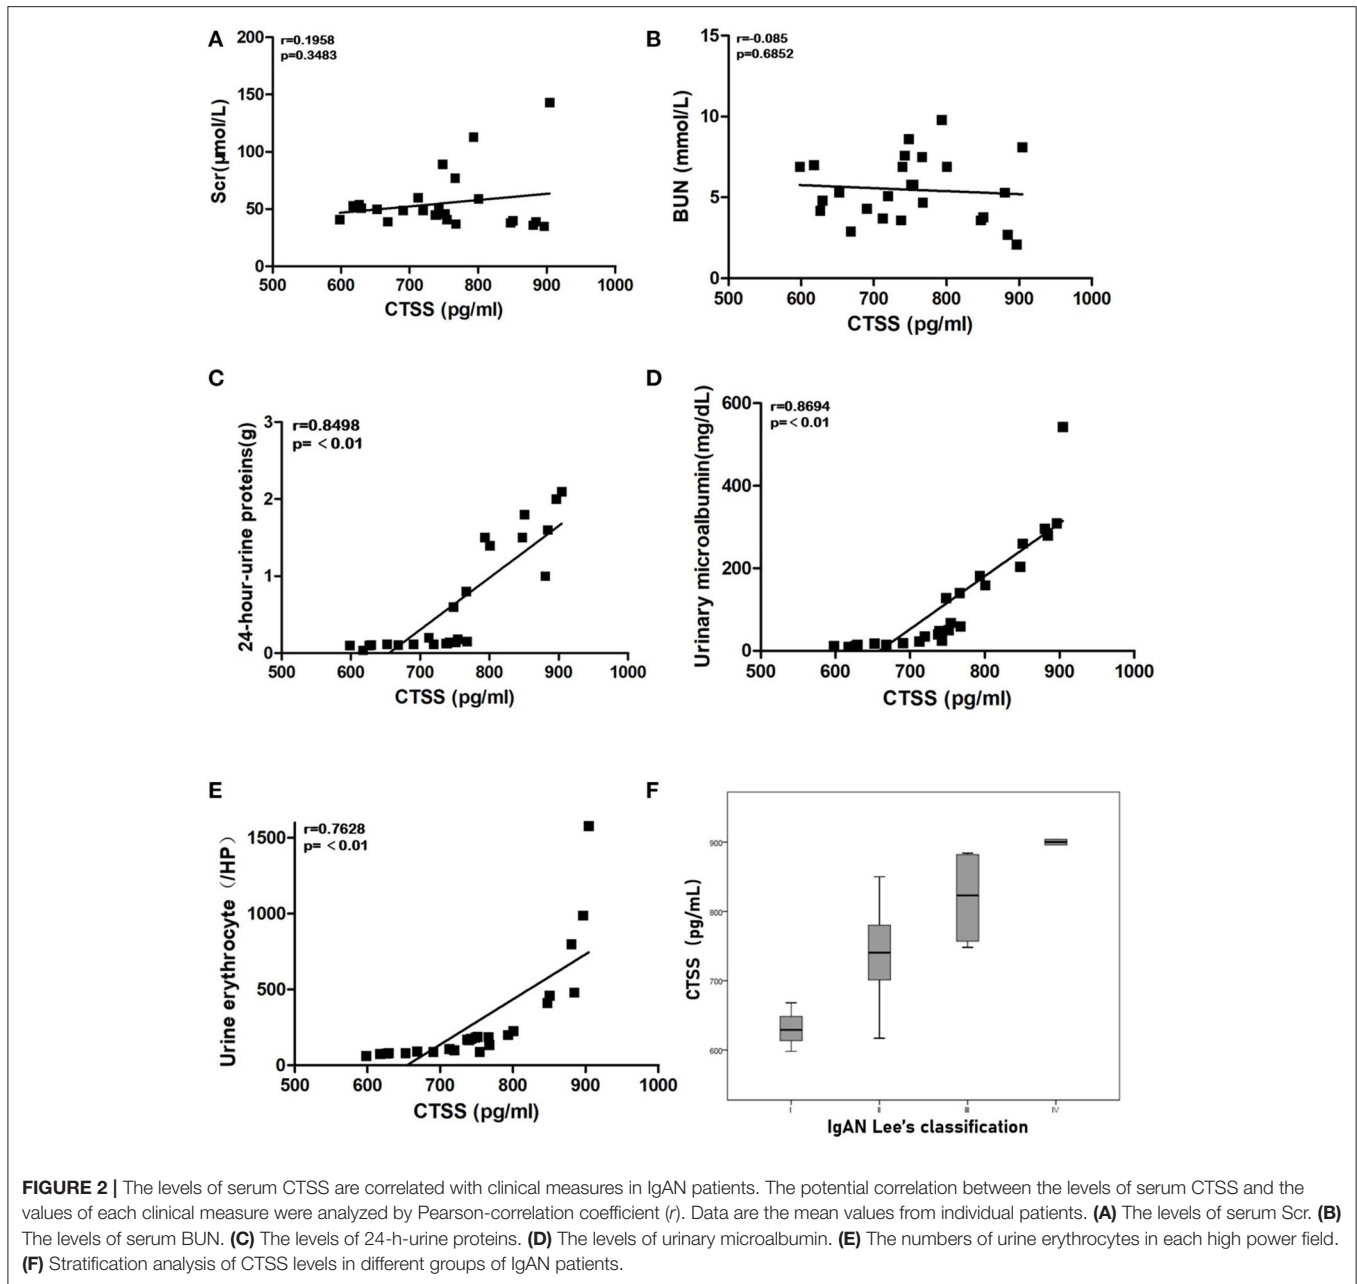 A
r=0.1958
p=0.3483
Scr(μmol/L)
200
150
100
50
0
500 600 700 800 900 1000
CTSS (pg/ml)
B
r=-0.085
p=0.6852
BUN (mmol/L)
15
10
5
0
500 600 700 800 900 1000
CTSS (pg/ml)
C
r=0.8498
p= <0.01
24-hour-urine proteins(g)
3
2
1
0
500 600 700 800 900 1000
CTSS (pg/ml)
D
r=0.8694
p=<0.01
Urinary microalbumin(mg/dL)
600
400
200
0
500 600 700 800 900 1000
CTSS (pg/ml)
E
r=0.7628
p= <0.01
Urine erythrocyte（/HP）
1500
1000
500
0
500 600 700 800 900 1000
CTSS (pg/ml)
F
CTSS (pg/mL)
900
800
700
600
I II III IV
IgAN Lee's classification
FIGURE 2 | The levels of serum CTSS are correlated with clinical measures in IgAN patients. The potential correlation between the levels of serum CTSS and the
values of each clinical measure were analyzed by Pearson-correlation coefficient (r). Data are the mean values from individual patients. (A) The levels of serum Scr. (B)
The levels of serum BUN. (C) The levels of 24-h-urine proteins. (D) The levels of urinary microalbumin. (E) The numbers of urine erythrocytes in each high power field.
(F) Stratification analysis of CTSS levels in different groups of IgAN patients.